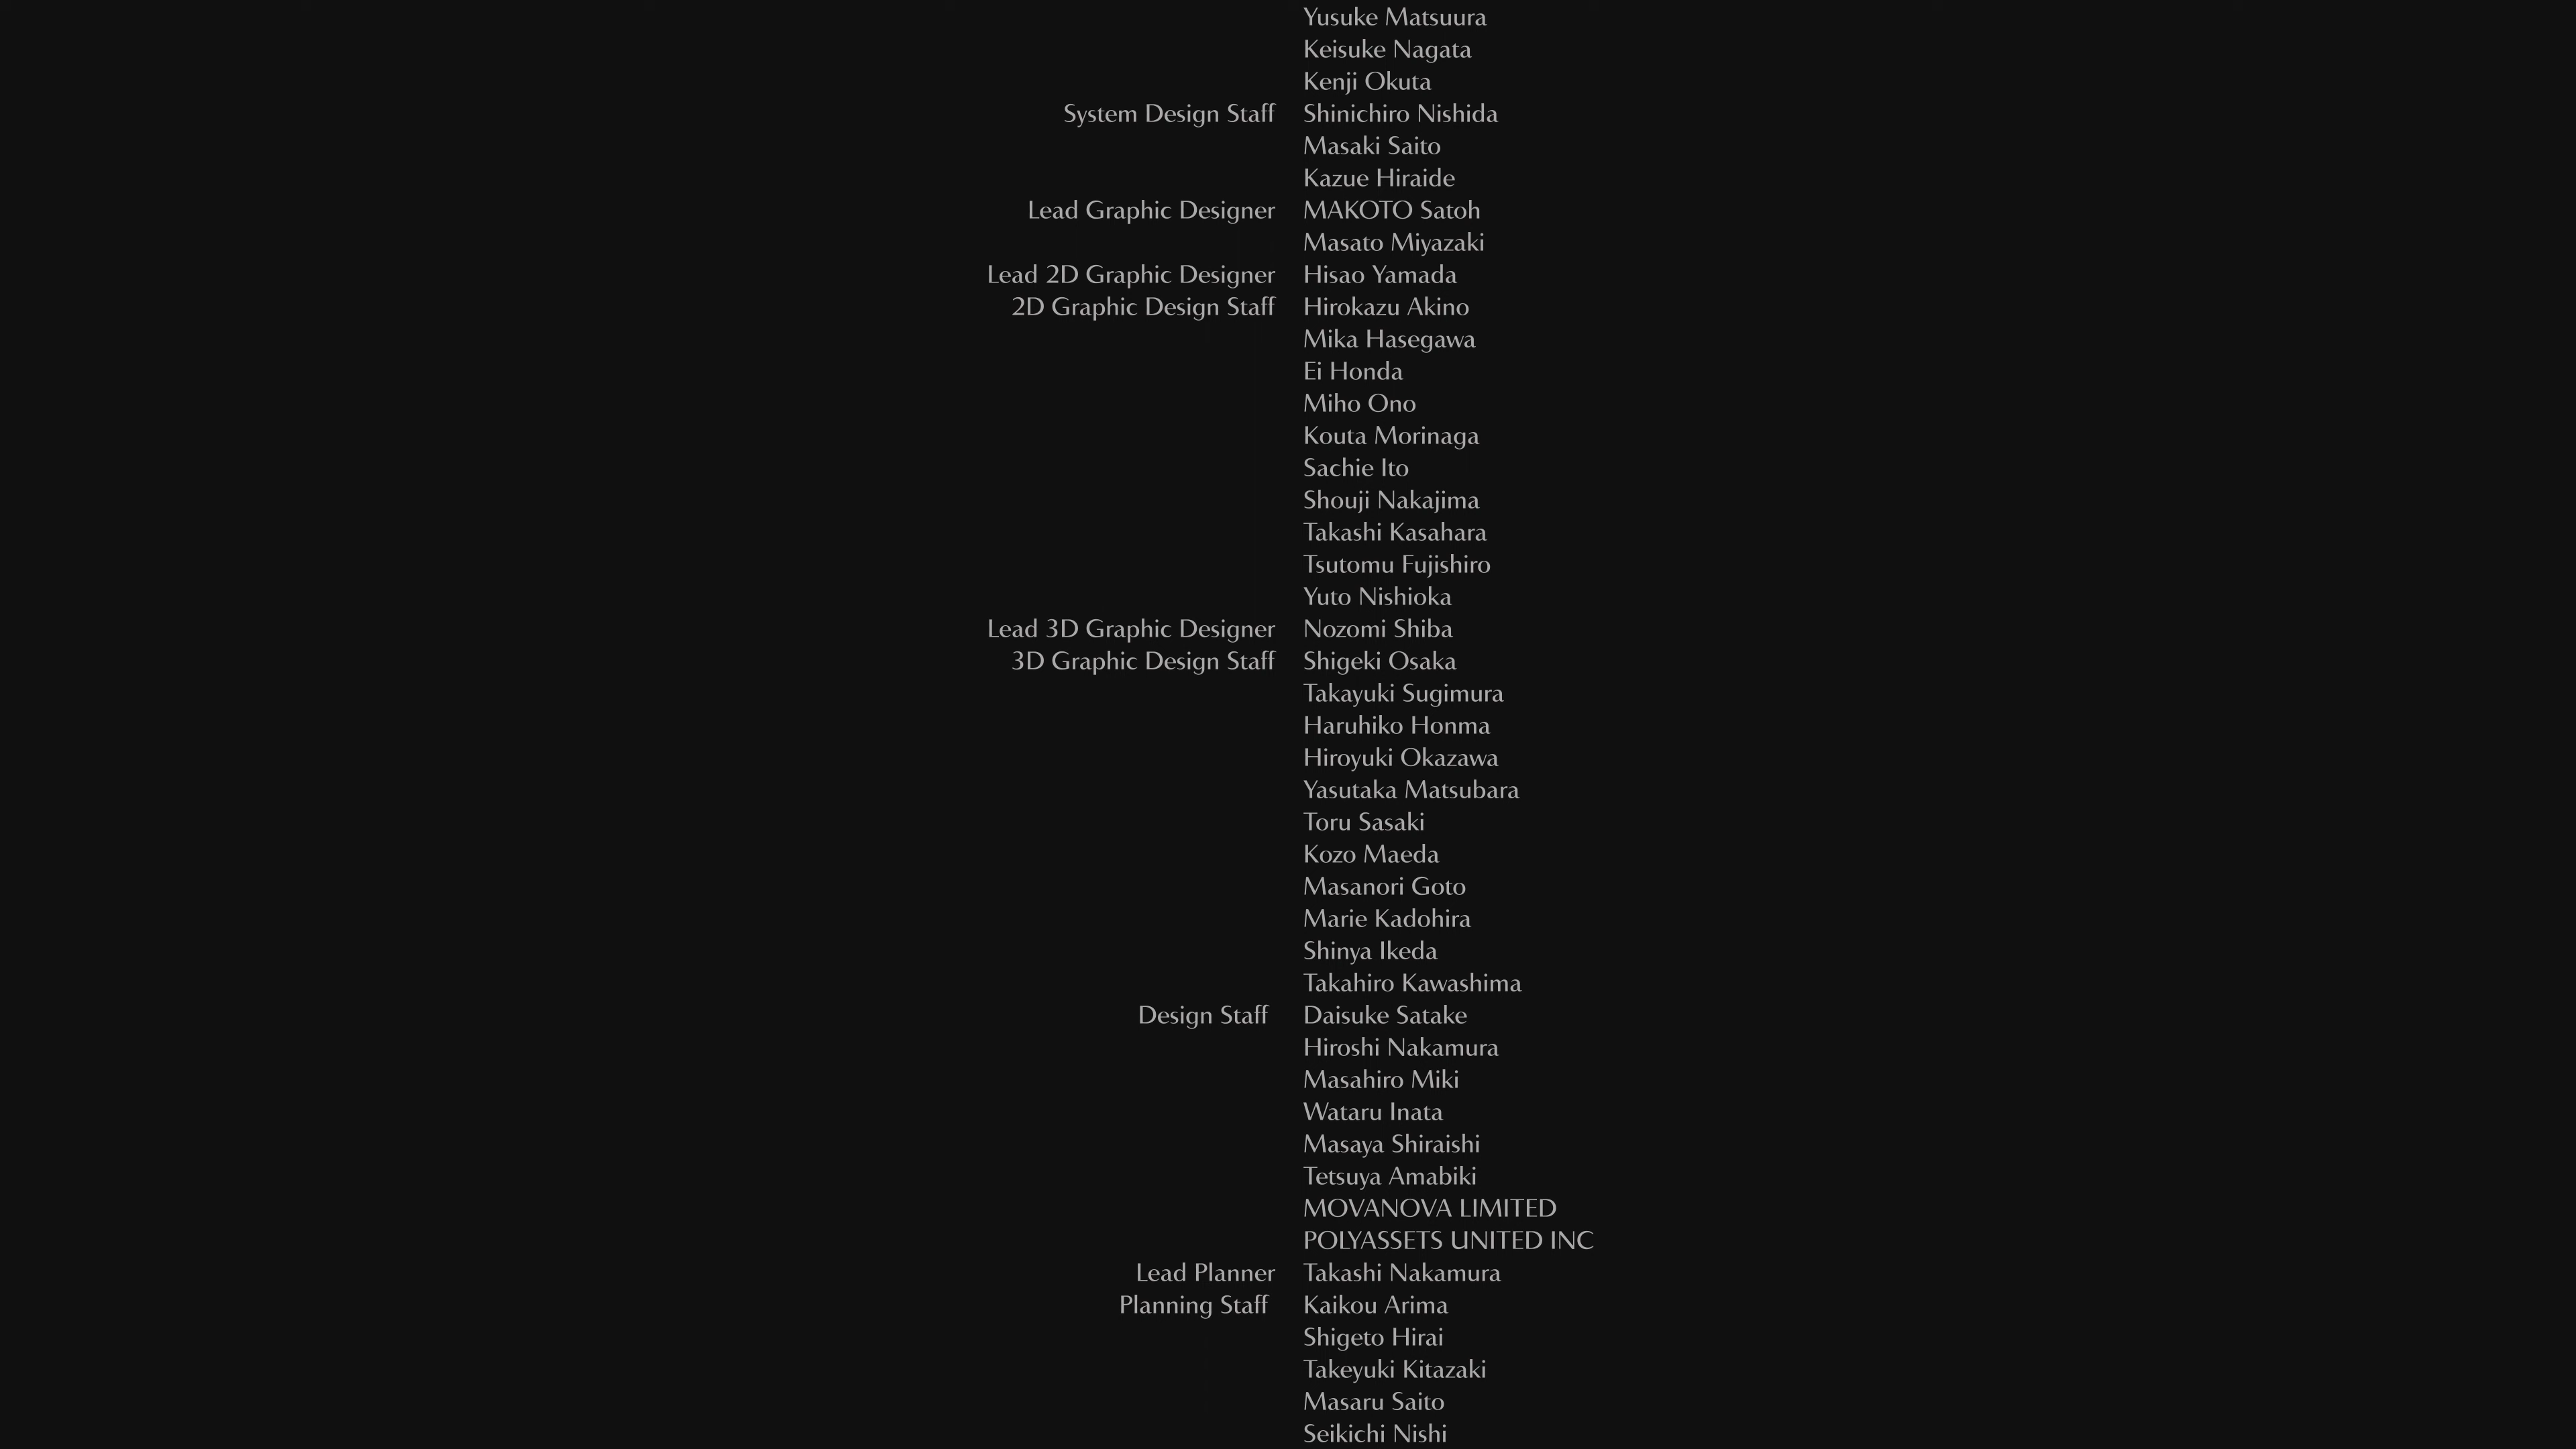 Yusuke Matsuura
Keisuke Nagata
Kenji Okuta
System Design Staff Shinichiro Nishida
Masaki Saito
Kazue Hiraide
Lead Graphic Designer MAKOTO Satoh
Masato Miyazaki
Lead 2D Graphic Designer Hisao Yamada
2D Graphic Design Staff Hirokazu Akino
Mika Hasegawa
Ei Honda
Miho Ono
Kouta Morinaga
Sachie Ito
Shouji Nakajima
Takashi Kasahara
Tsutomu Fujishiro
Yuto Nishioka
Lead 3D Graphic Designer Nozomi Shiba
3D Graphic Design Staff Shigeki Osaka
Takayuki Sugimura
Haruhiko Honma
Hiroyuki Okazawa
Yasutaka Matsubara
Toru Sasaki
Kozo Maeda
Masanori Goto
Marie Kadohira
Shinya Ikeda
Takahiro Kawashima
Design Staff Daisuke Satake
Hiroshi Nakamura
Masahiro Miki
Wataru Inata
Masaya Shiraishi
Tetsuya Amabiki
MOVANOVA LIMITED
POLYASSETS UNITED INC
Lead Planner Takashi Nakamura
Planning Staff Kaikou Arima
Shigeto Hirai
Takeyuki Kitazaki
Masaru Saito
Seikichi Nishi